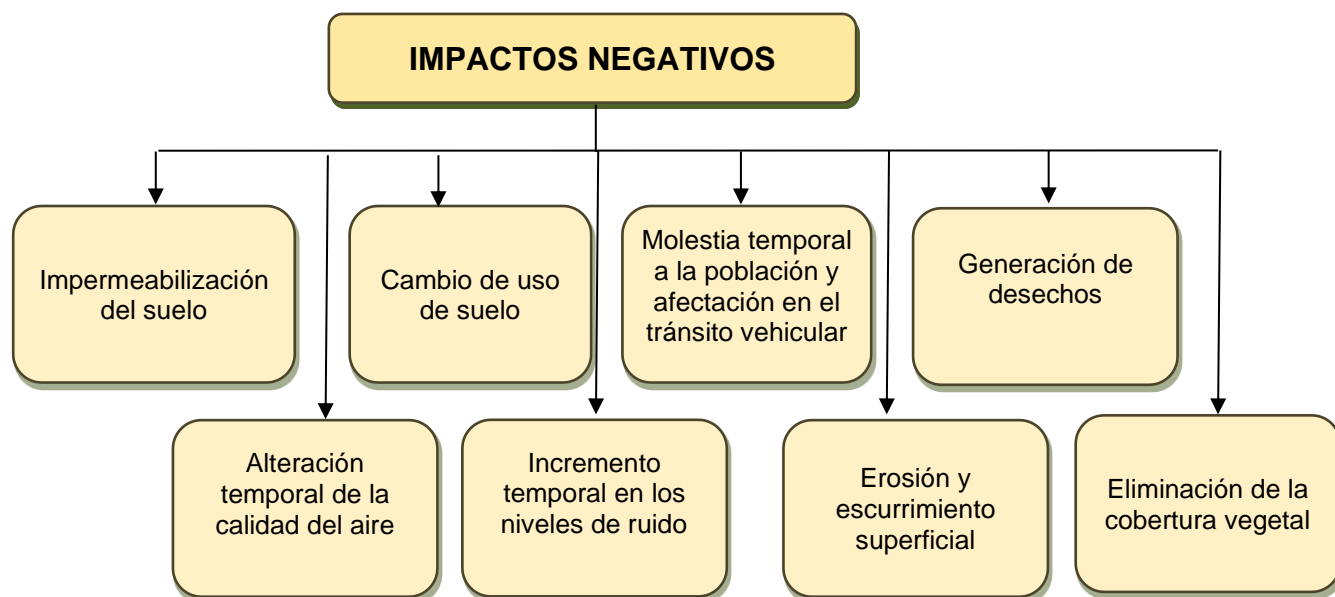 IMPACTOS NEGATIVOS
Impermeabilización
del suelo
Cambio de uso
de suelo
Molestia temporal
a la población y
afectación en el
tránsito vehicular
Generación de
desechos
Alteración
temporal de la
calidad del aire
Incremento
temporal en los
niveles de ruido
Erosión y
escurrimiento
superficial
Eliminación de la
cobertura vegetal